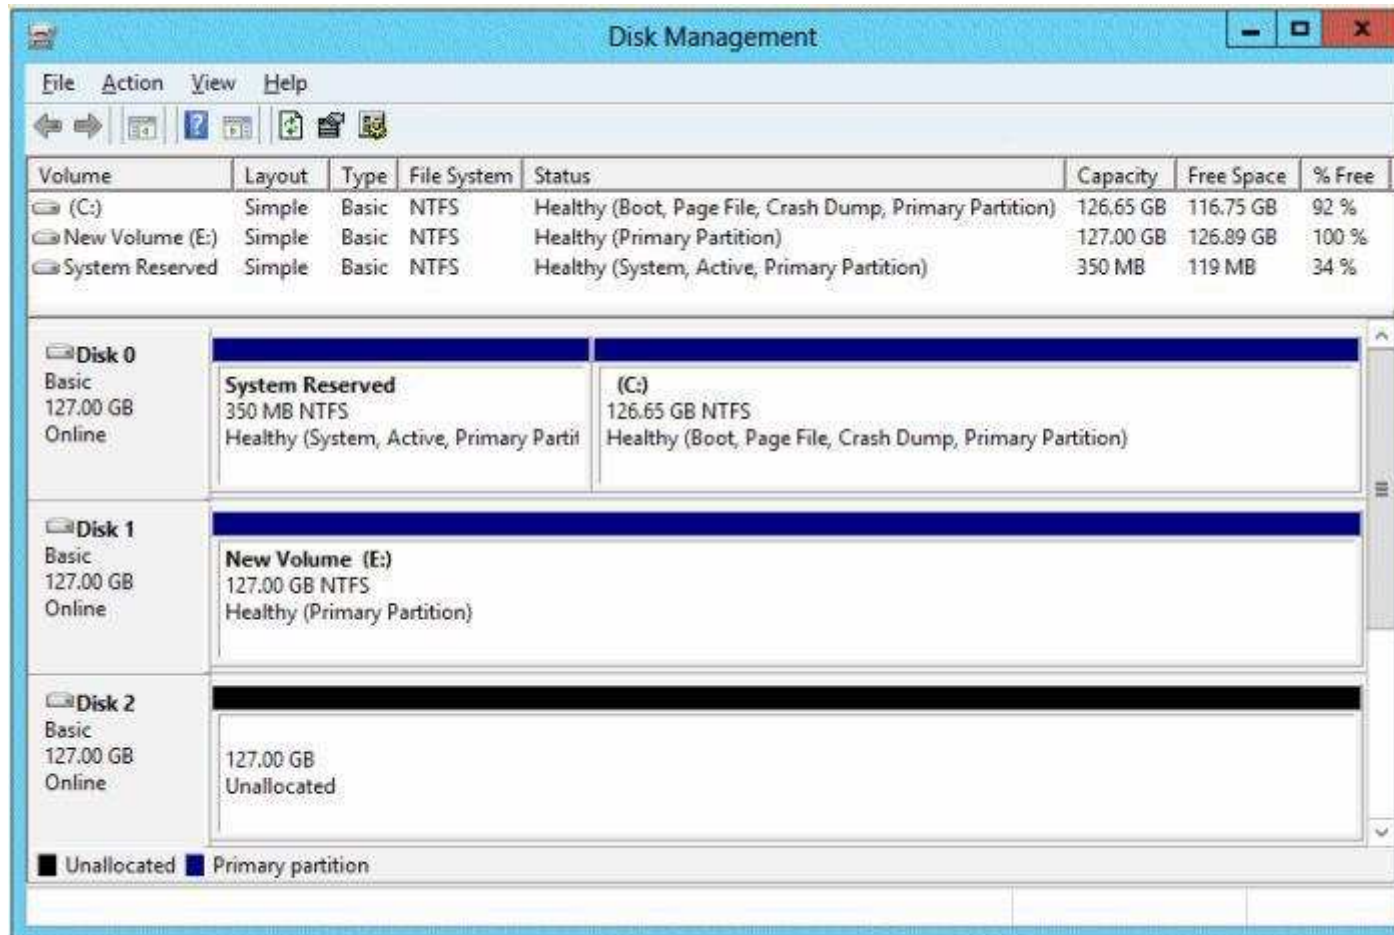 Disk Management
File Action View Help
Volume Layout Type File System Status Capacity Free Space % Free
(C:) Simple Basic NTFS Healthy (Boot, Page File, Crash Dump, Primary Partition) 126.65 GB 116.75 GB 92 %
New Volume (E:) Simple Basic NTFS Healthy (Primary Partition) 127.00 GB 126.89 GB 100 %
System Reserved Simple Basic NTFS Healthy (System, Active, Primary Partition) 350 MB 119 MB 34 %
Disk 0
Basic
127.00 GB
Online
System Reserved
350 MB NTFS
Healthy (System, Active, Primary Partit
(C:)
126.65 GB NTFS
Healthy (Boot, Page File, Crash Dump, Primary Partition)
Disk 1
Basic
127.00 GB
Online
New Volume (E:)
127.00 GB NTFS
Healthy (Primary Partition)
Disk 2
Basic
127.00 GB
Online
127.00 GB
Unallocated
Unallocated Primary partition